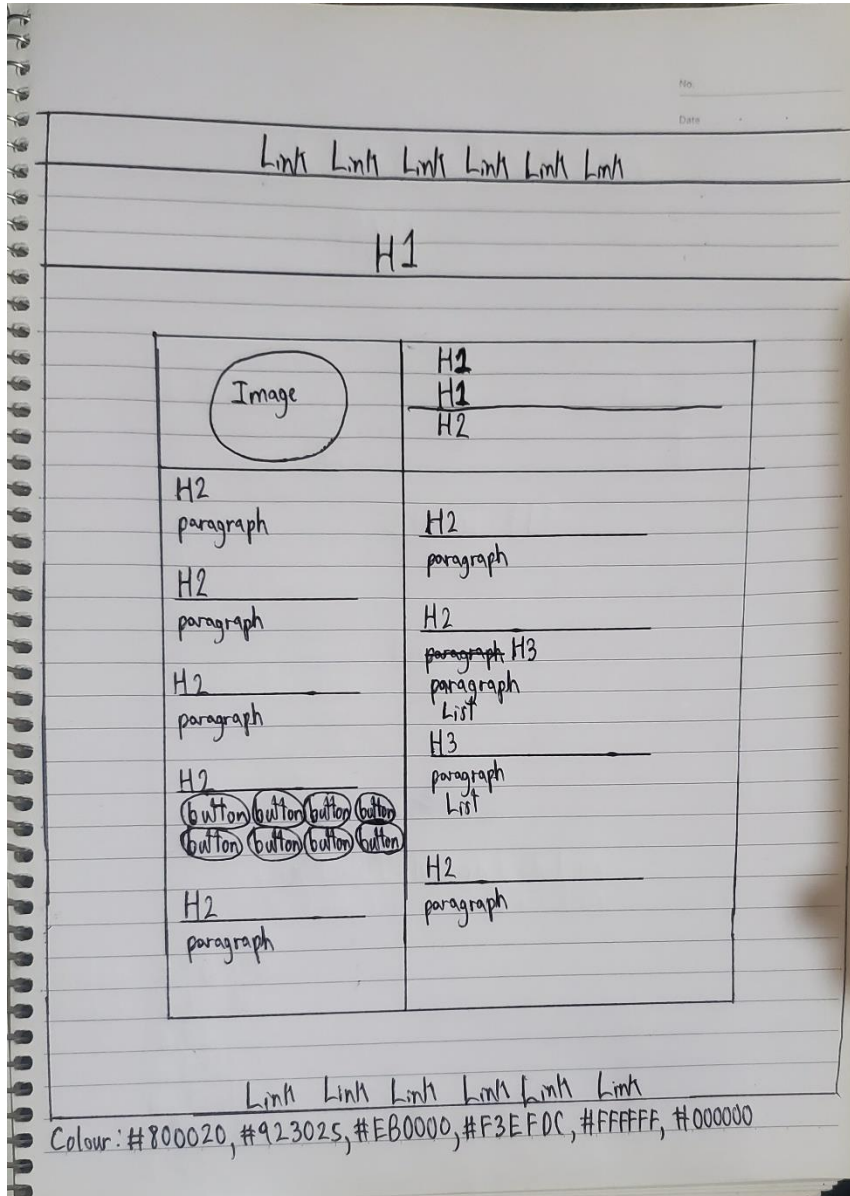 No.
Date
Link Link Link Link Link Link
H1
Image
H1
H1
H2
H2
paragraph
H2
paragraph
H2
paragraph
H2
button button button button
button button button button
H2
paragraph
H2
paragraph
H2
paragraph H3
paragraph
List
H3
paragraph
List
H2
paragraph
Link Link Link Link Link Link
Colour: #800020, #923025, #EB0000, #F3EFDC, #FFFFFF, #000000